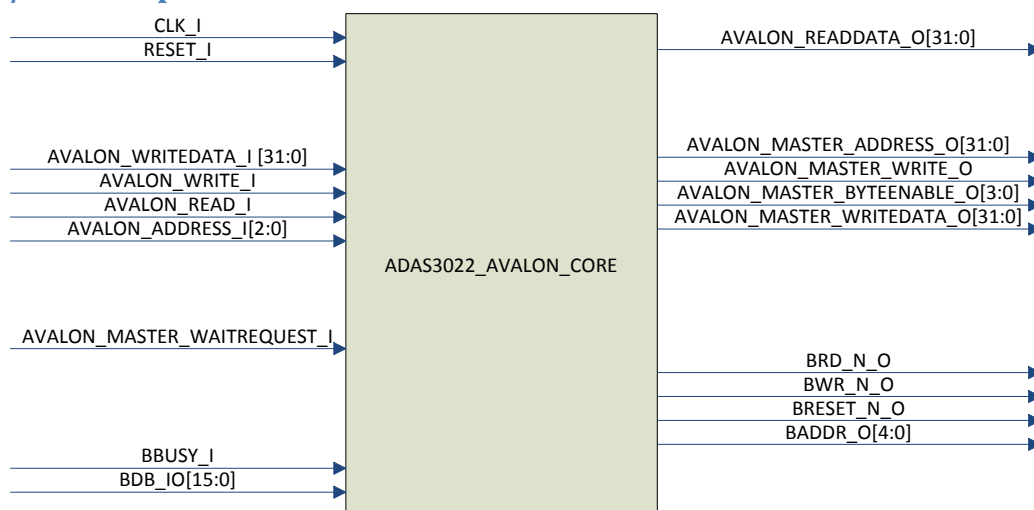 CLK_I
RESET_I
AVALON_WRITEDATA_I [31:0]
AVALON_WRITE_I
AVALON_READ_I
AVALON_ADDRESS_I[2:0]
AVALON_MASTER_WAITREQUEST_I
BBUSY_I
BDB_IO[15:0]
ADAS3022_AVALON_CORE
AVALON_READDATA_O[31:0]
AVALON_MASTER_ADDRESS_O[31:0]
AVALON_MASTER_WRITE_O
AVALON_MASTER_BYTEENABLE_O[3:0]
AVALON_MASTER_WRITEDATA_O[31:0]
BRD_N_O
BWR_N_O
BRESET_N_O
BADDR_O[4:0]